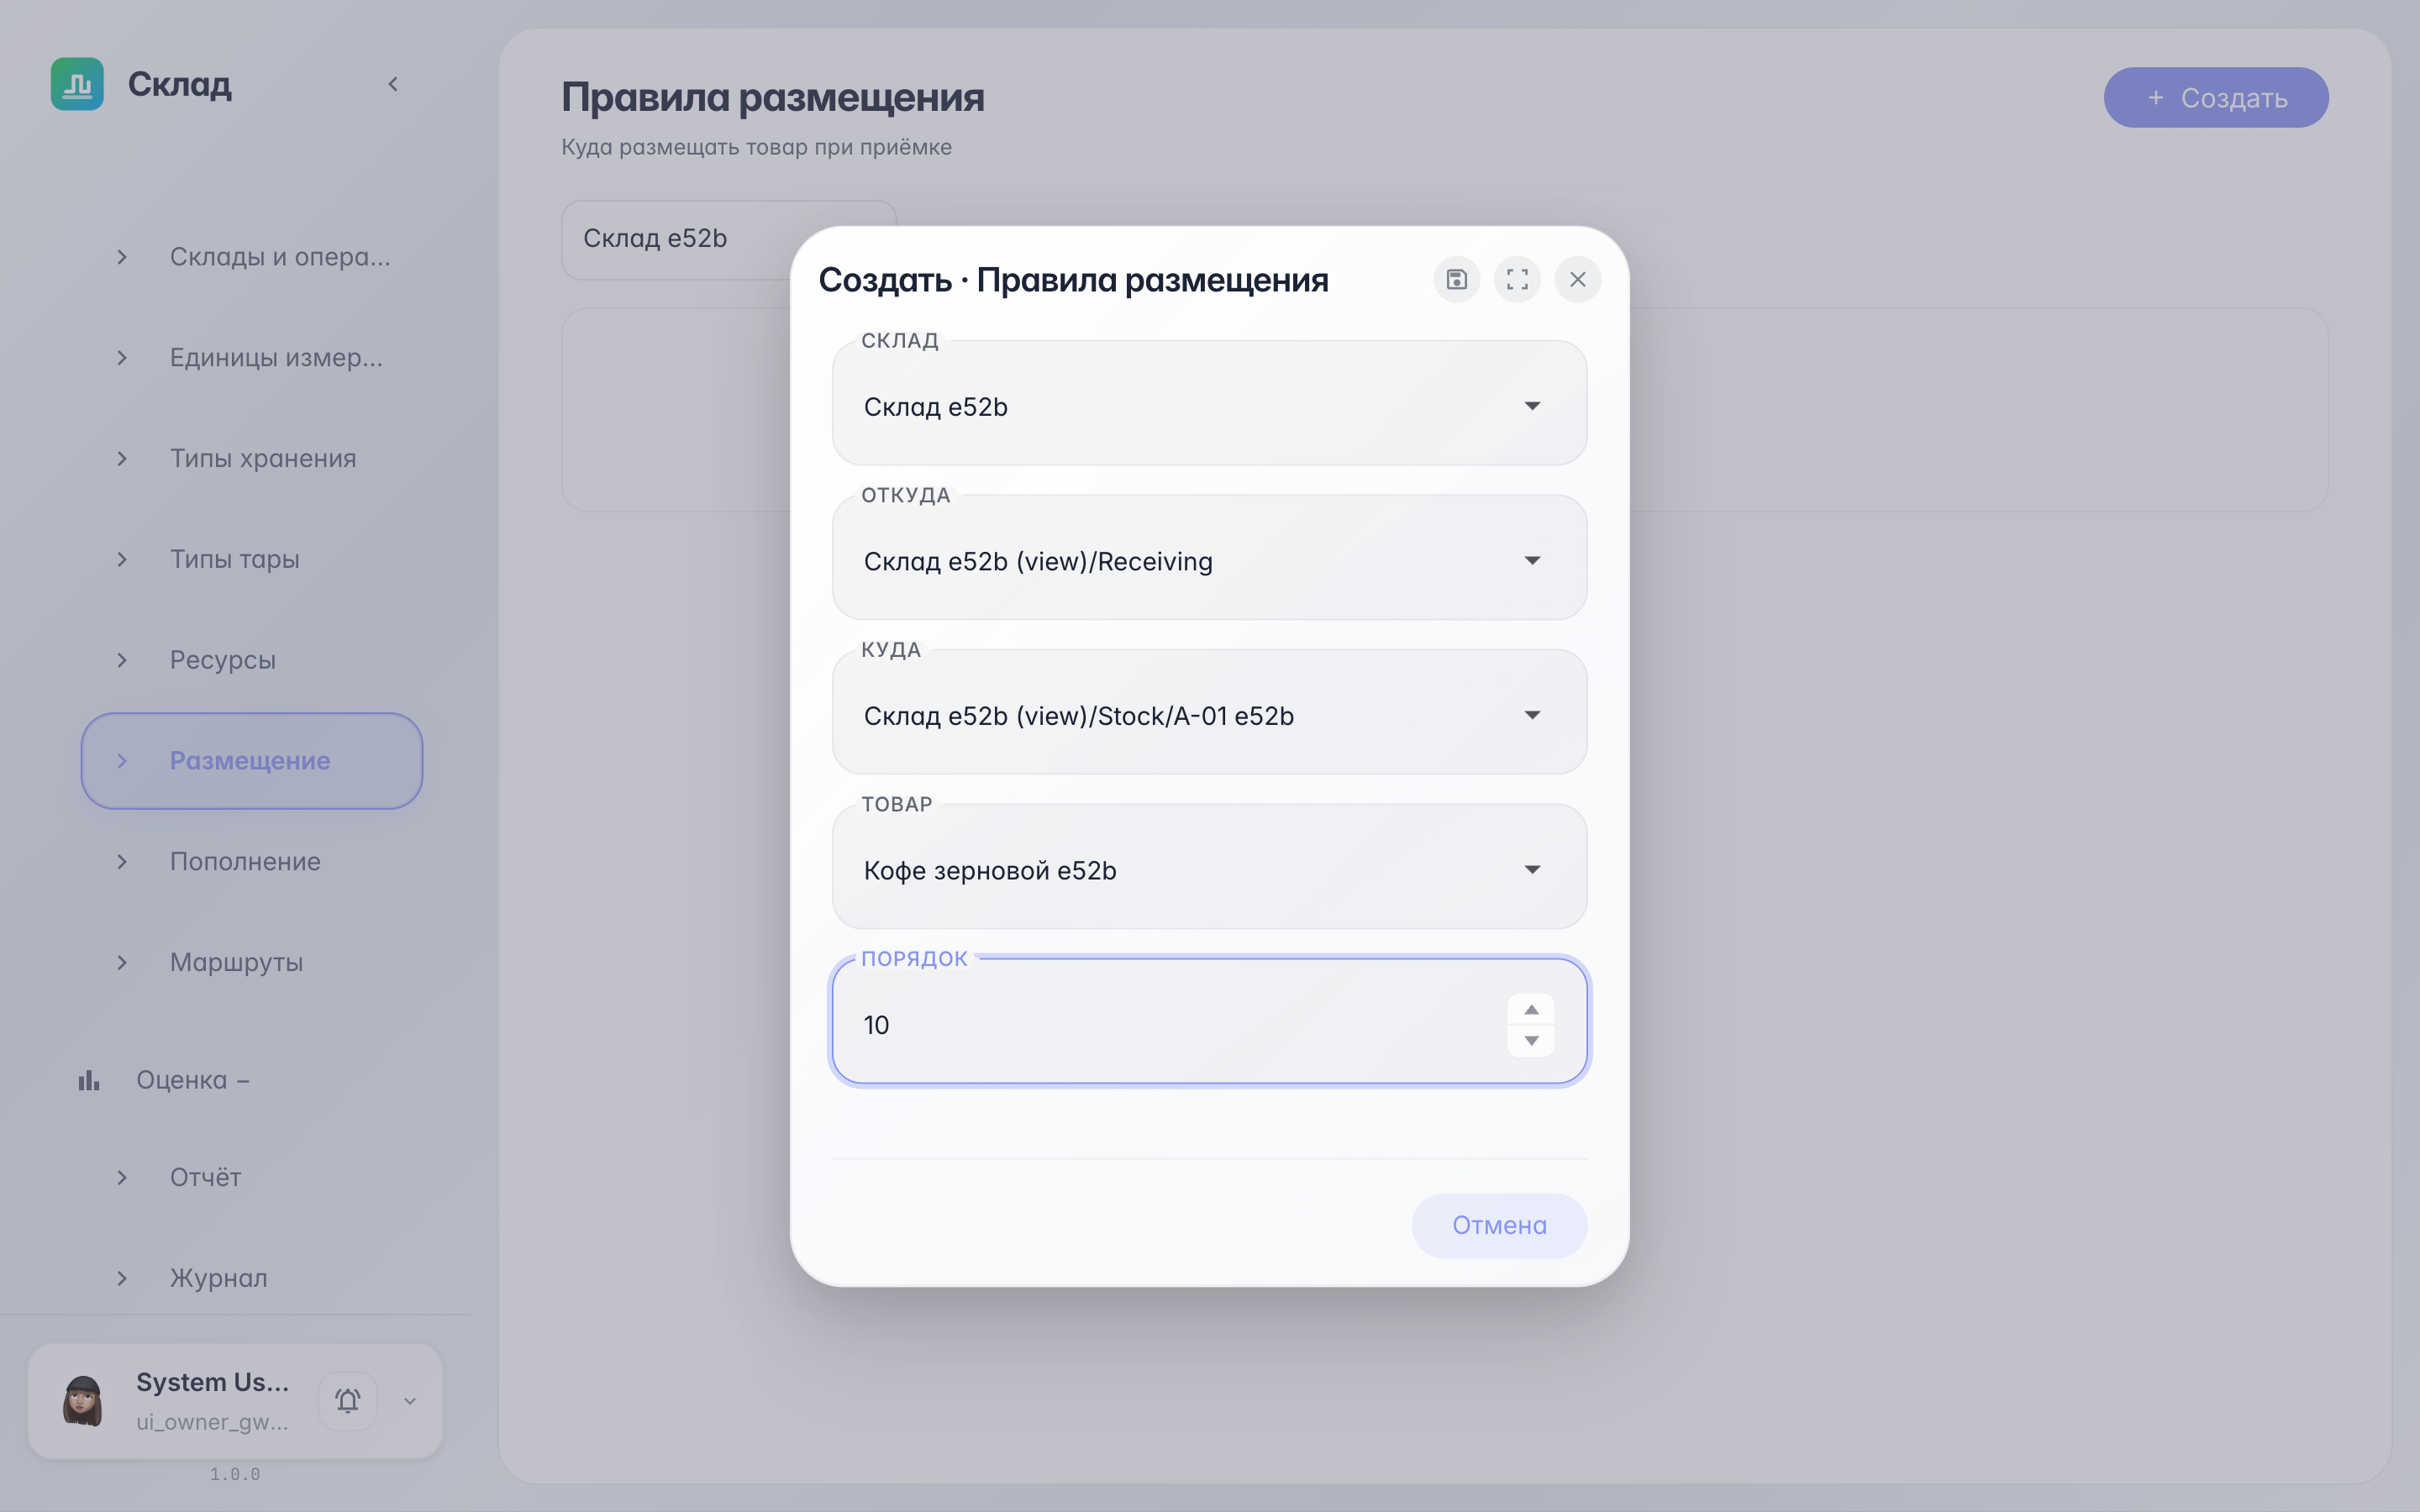 Склад
Склады и опера...
Единицы измер...
Типы хранения
Типы тары
Ресурсы
Размещение
Пополнение
Маршруты
Оценка –
Отчёт
Журнал
System Us...
ui_owner_gw...
1.0.0
Правила размещения
Куда размещать товар при приёмке
+ Создать
Склад e52b
Создать · Правила размещения
СКЛАД
Склад e52b
ОТКУДА
Склад e52b (view)/Receiving
КУДА
Склад e52b (view)/Stock/A-01 e52b
ТОВАР
Кофе зерновой e52b
ПОРЯДОК
10
Отмена